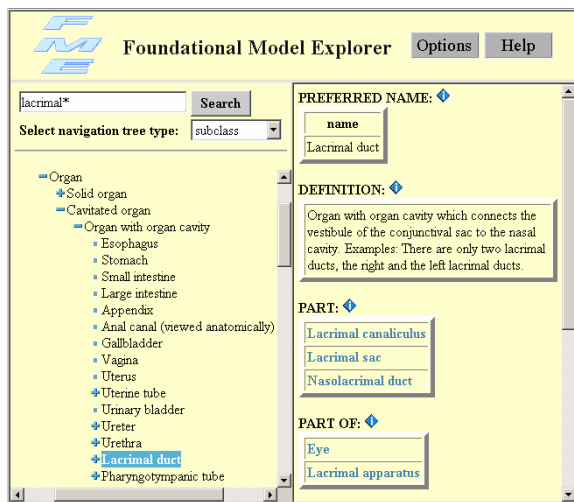 FME
Foundational Model Explorer
Options
Help
lacrimal*
Search
Select navigation tree type:
subclass
Organ
Solid organ
Cavitated organ
Organ with organ cavity
Esophagus
Stomach
Small intestine
Large intestine
Appendix
Anal canal (viewed anatomically)
Gallbladder
Vagina
Uterus
Uterine tube
Urinary bladder
Ureter
Urethra
Lacrimal duct
Pharyngotympanic tube
PREFERRED NAME:
name
Lacrimal duct
DEFINITION:
Organ with organ cavity which connects the
vestibule of the conjunctival sac to the nasal
cavity. Examples: There are only two lacrimal
ducts, the right and the left lacrimal ducts.
PART:
Lacrimal canaliculus
Lacrimal sac
Nasolacrimal duct
PART OF:
Eye
Lacrimal apparatus